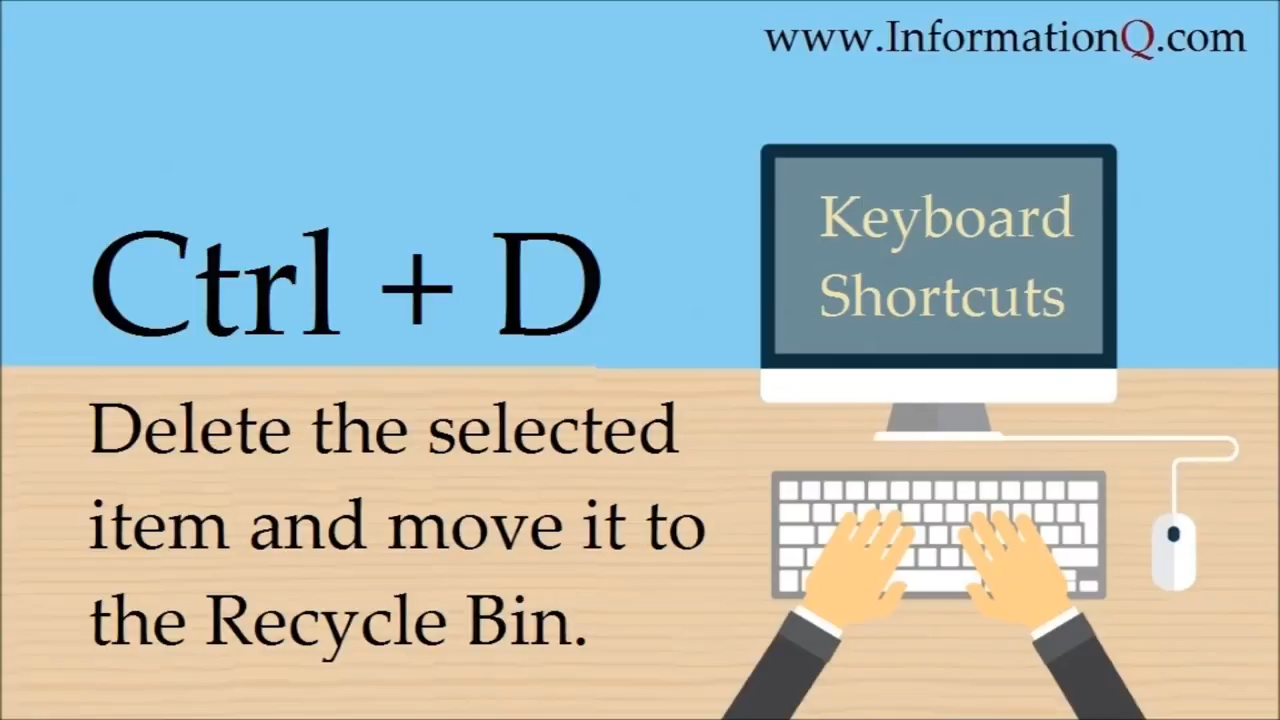 www.InformationQ.com
Keyboard
Shortcuts
Ctrl + D
Delete the selected
item and move it to
the Recycle Bin.